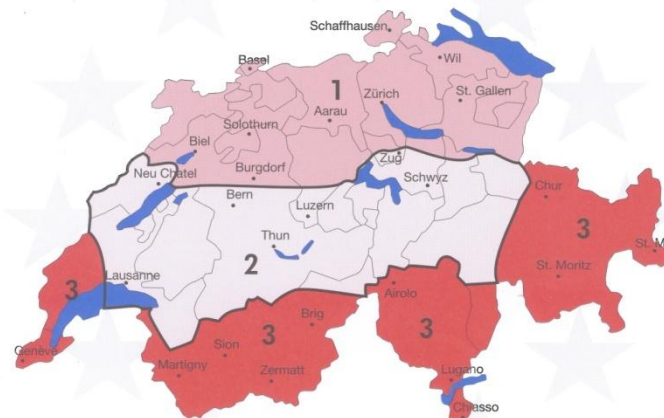 Schaffhausen
Basel
Wil
1
Zürich
St. Gallen
Aarau
Solothurn
Biel
Zug
Burgdorf
Neu Chatel
Schwyz
Chur
Bern
Luzern
3
Thun
St. M
2
Lausanne
3
St. Moritz
Airolo
Brig
3
3
Sion
Genève
Martigny
Zermatt
Lugano
Chiasso